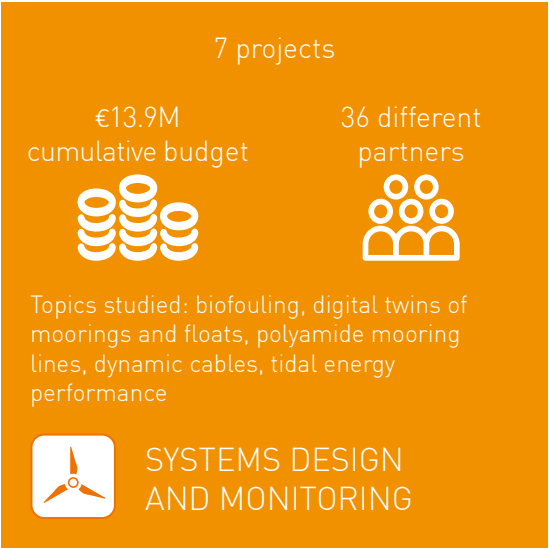 7 projects
€13.9M
cumulative budget
36 different
partners
Topics studied: biofouling, digital twins of
moorings and floats, polyamide mooring
lines, dynamic cables, tidal energy
performance
SYSTEMS DESIGN
AND MONITORING